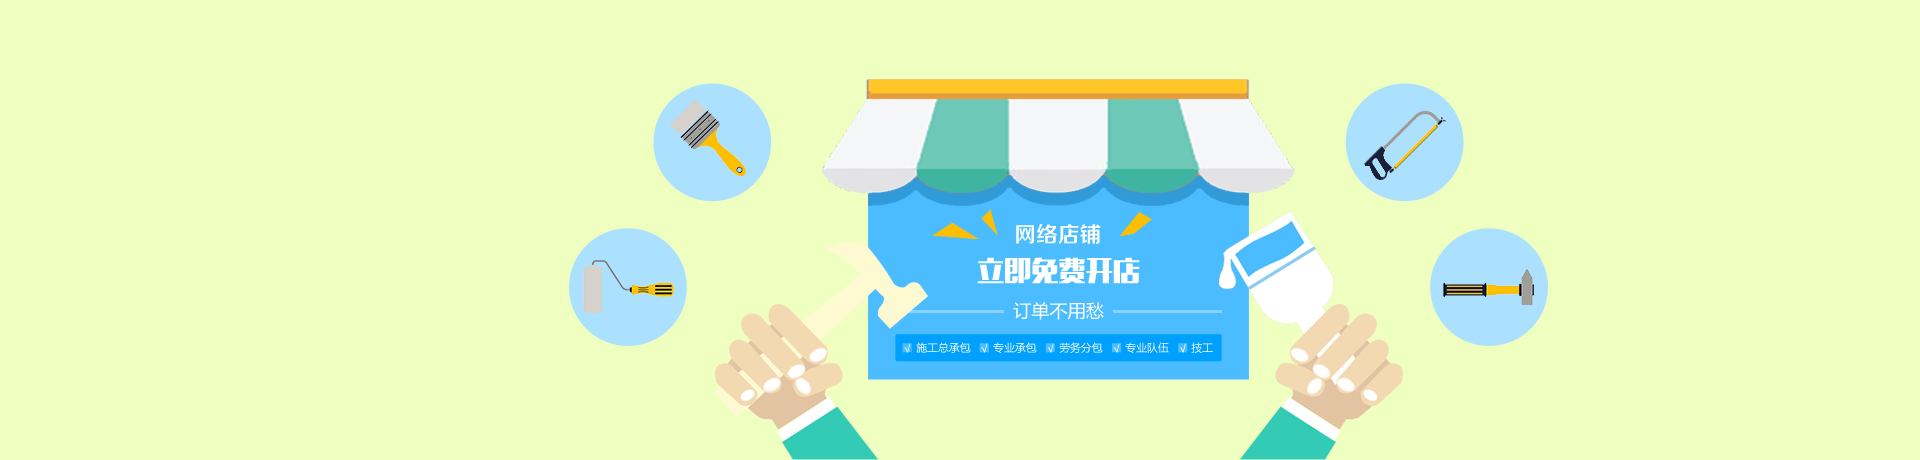 网络店铺
立即免费开店
订单不用愁
√ 施工总承包 √ 专业承包 √ 劳务分包 √ 专业队伍 √ 技工